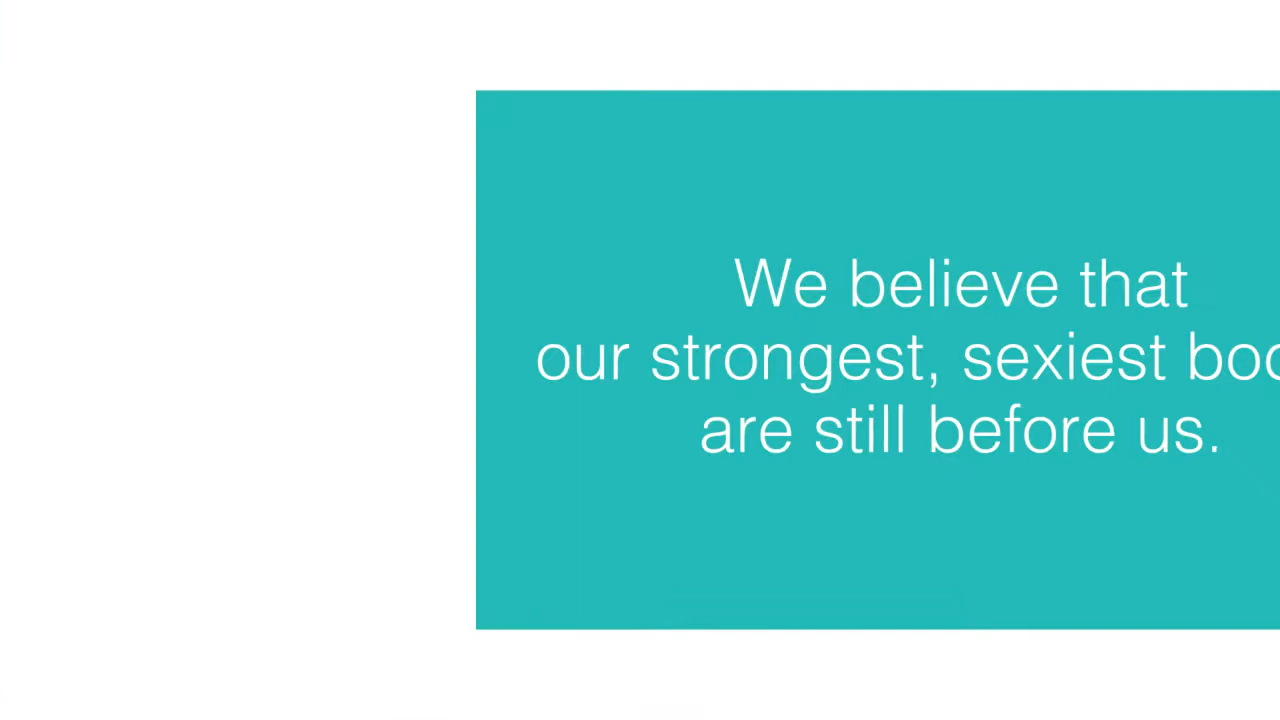 We believe that
our strongest, sexiest
are still before us.